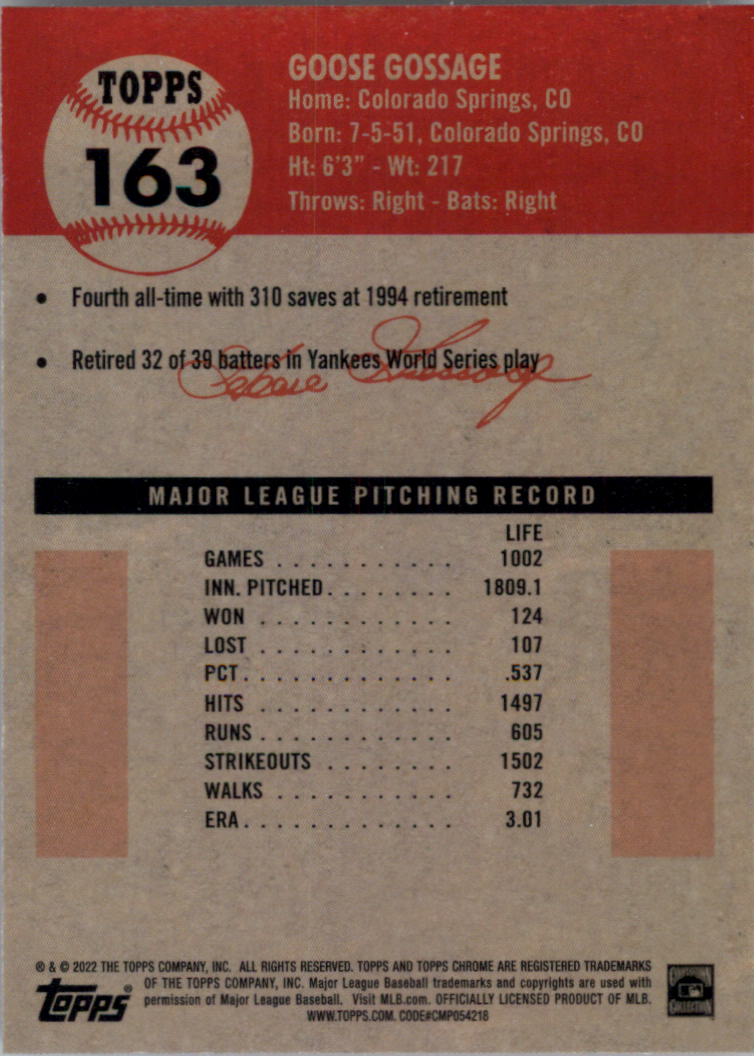 TOPPS
163
GOOSE GOSSAGE
Home: Colorado Springs, CO
Born: 7-5-51, Colorado Springs, CO
Ht: 6'3" - Wt: 217
Throws: Right - Bats: Right
• Fourth all-time with 310 saves at 1994 retirement
• Retired 32 of 39 batters in Yankees World Series play
MAJOR LEAGUE PITCHING RECORD
LIFE
GAMES . . . . . . . . . . . 1002
INN. PITCHED . . . . . . . . 1809.1
WON . . . . . . . . . . . . 124
LOST . . . . . . . . . . . . 107
PCT. . . . . . . . . . . . . .537
HITS . . . . . . . . . . . . 1497
RUNS . . . . . . . . . . . . 605
STRIKEOUTS . . . . . . . . 1502
WALKS . . . . . . . . . . . 732
ERA . . . . . . . . . . . . . 3.01
® & © 2022 THE TOPPS COMPANY, INC. ALL RIGHTS RESERVED. TOPPS AND TOPPS CHROME ARE REGISTERED TRADEMARKS
OF THE TOPPS COMPANY, INC. Major League Baseball trademarks and copyrights are used with
permission of Major League Baseball. Visit MLB.com. OFFICIALLY LICENSED PRODUCT OF MLB.
WWW.TOPPS.COM. CODE#CMP054218
Topps®